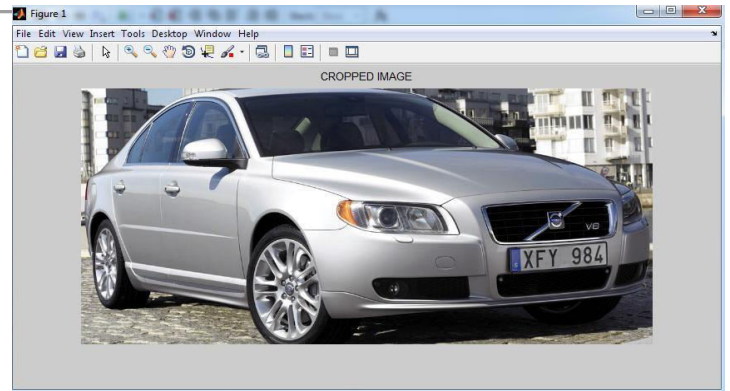 Figure 1
File Edit View Insert Tools Desktop Window Help
CROPPED IMAGE
V8
XFY 984